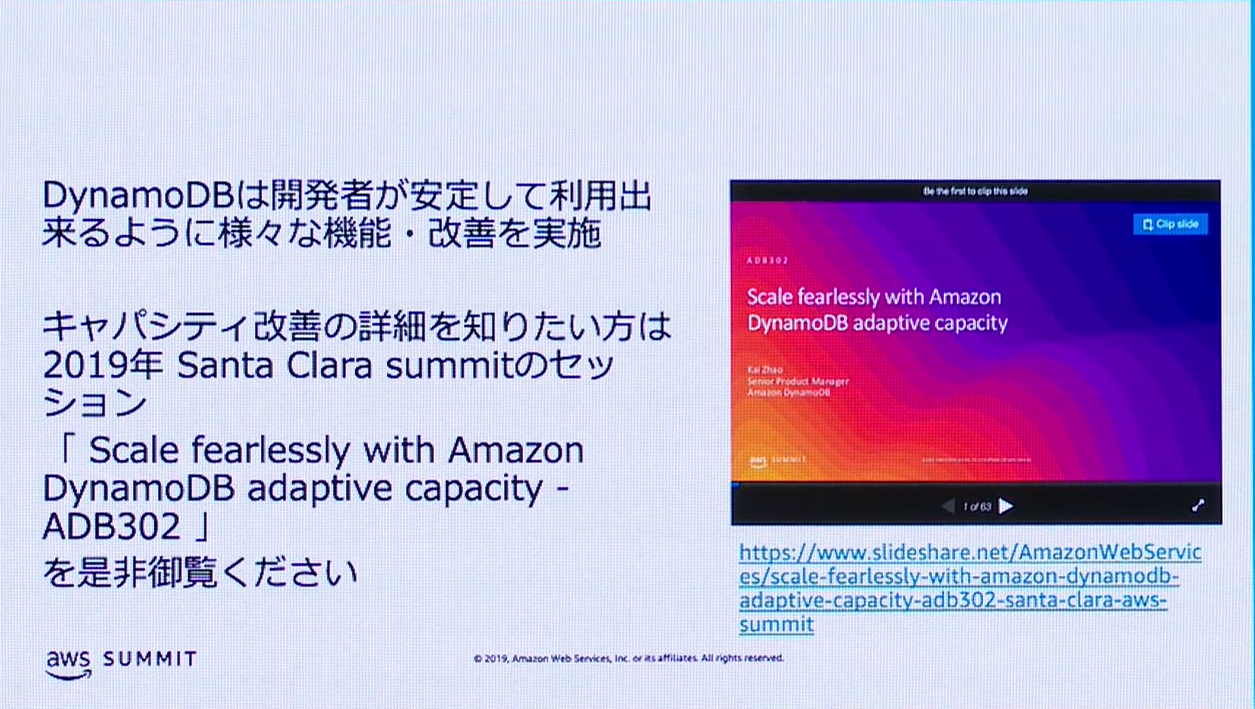 DynamoDBは開発者が安定して利用出
来るように様々な機能・改善を実施
キャパシティ改善の詳細を知りたい方は
2019年 Santa Clara summitのセッ
ション
「 Scale fearlessly with Amazon
DynamoDB adaptive capacity -
ADB302 」
を是非御覧ください
Be the first to clip this slide
Clip slide
ADB302
Scale fearlessly with Amazon
DynamoDB adaptive capacity
Kai Zhao
Senior Product Manager
Amazon DynamoDB
aws SUMMIT
1 of 63
https://www.slideshare.net/AmazonWebServic
es/scale-fearlessly-with-amazon-dynamodb-
adaptive-capacity-adb302-santa-clara-aws-
summit
aws SUMMIT
© 2019, Amazon Web Services, Inc. or its affiliates. All rights reserved.